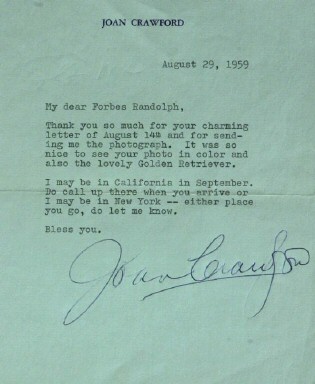 JOAN CRAWFORD
August 29, 1959
My dear Forbes Randolph,
Thank you so much for your charming
letter of August 14th and for send-
ing me the photograph. It was so
nice to see your photo in color and
also the lovely Golden Retriever.
I may be in California in September.
Do call up there when you arrive or
I may be in New York -- either place
you go, do let me know.
Bless you.
Joan Crawford